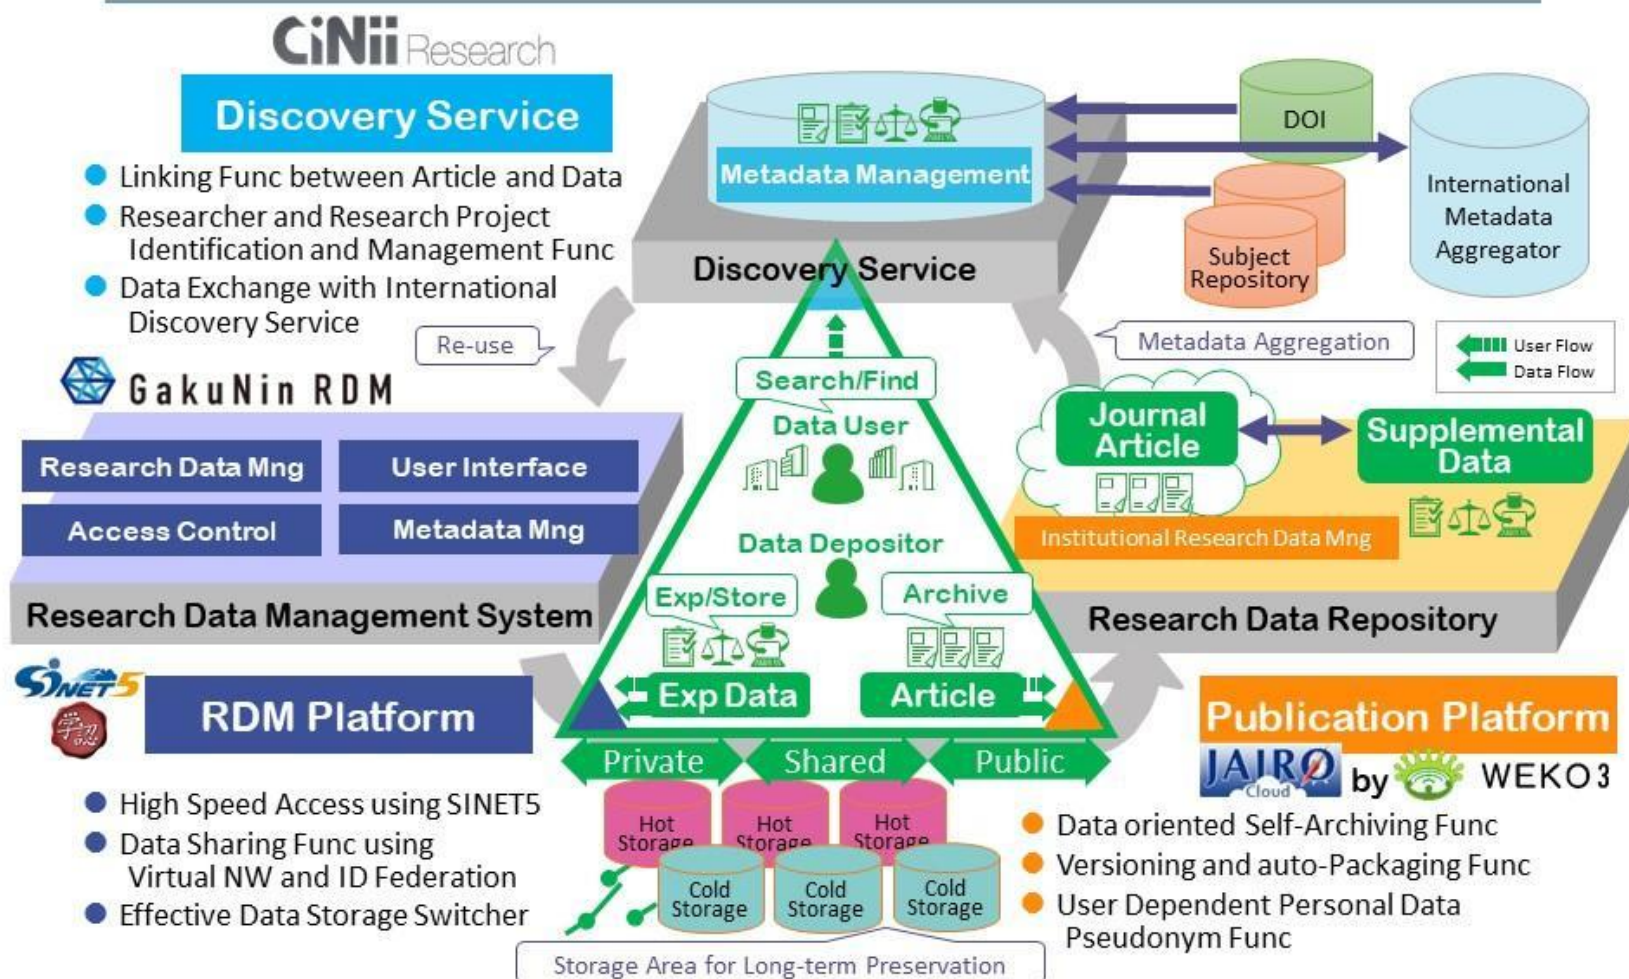 CiNii Research
Discovery Service
Linking Func between Article and Data
Researcher and Research Project
Identification and Management Func
Data Exchange with International
Discovery Service
Metadata Management
Discovery Service
DOI
Subject
Repository
International
Metadata
Aggregator
Re-use
Metadata Aggregation
User Flow
Data Flow
GakuNin RDM
Research Data Mng
User Interface
Access Control
Metadata Mng
Research Data Management System
Search/Find
Data User
Data Depositor
Exp/Store
Archive
Exp Data
Article
Journal
Article
Supplemental
Data
Institutional Research Data Mng
Research Data Repository
SINET5
学認
RDM Platform
High Speed Access using SINET5
Data Sharing Func using
Virtual NW and ID Federation
Effective Data Storage Switcher
Private
Shared
Public
Hot
Storage
Hot
Storage
Hot
Storage
Cold
Storage
Cold
Storage
Cold
Storage
Storage Area for Long-term Preservation
Publication Platform
JAIRO
Cloud
by
WEKO3
Data oriented Self-Archiving Func
Versioning and auto-Packaging Func
User Dependent Personal Data
Pseudonym Func